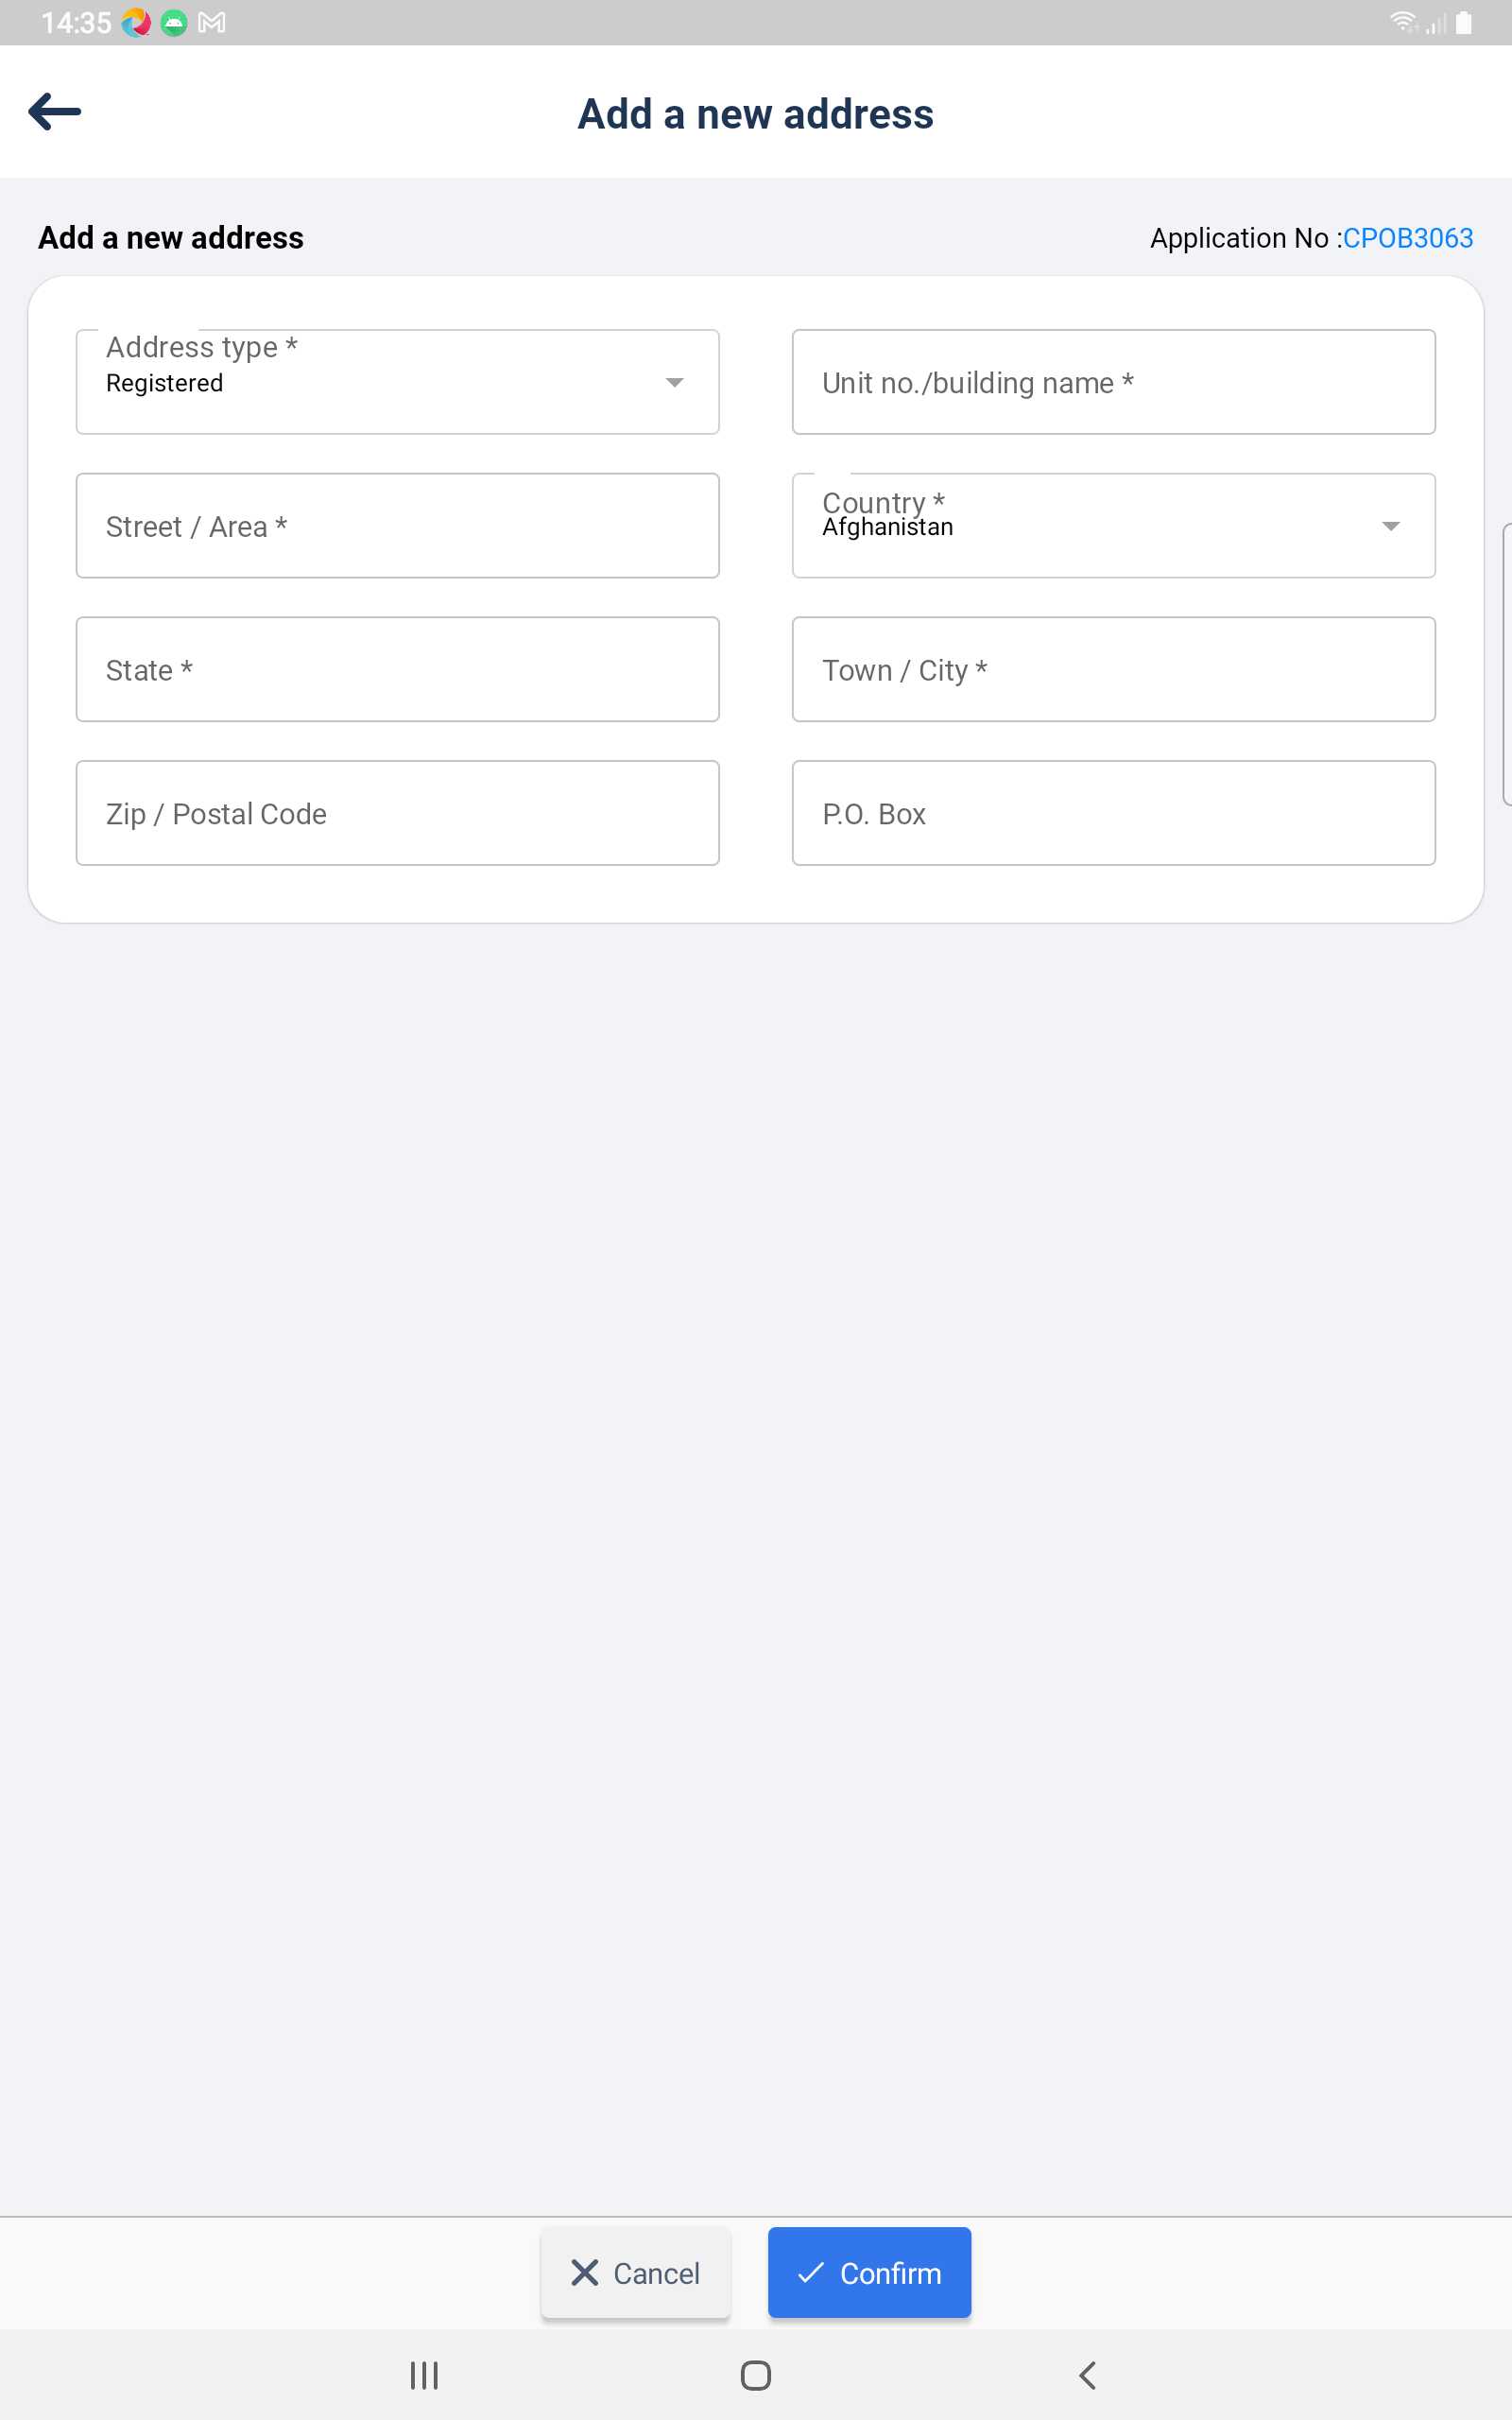 14:35
Add a new address
Add a new address
Application No :CPOB3063
Address type *
Registered
Unit no./building name *
Street / Area *
Country *
Afghanistan
State *
Town / City *
Zip / Postal Code
P.O. Box
Cancel
Confirm